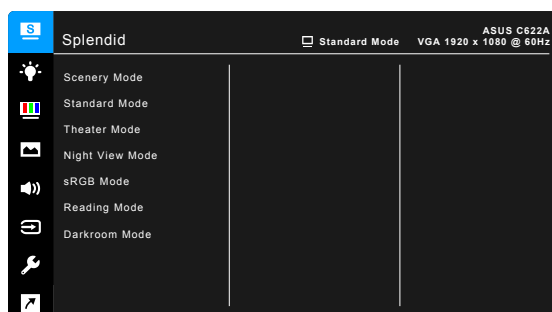 S
Splendid
Standard Mode
ASUS C622A
VGA 1920 x 1080 @ 60Hz
Scenery Mode
Standard Mode
Theater Mode
Night View Mode
sRGB Mode
Reading Mode
Darkroom Mode